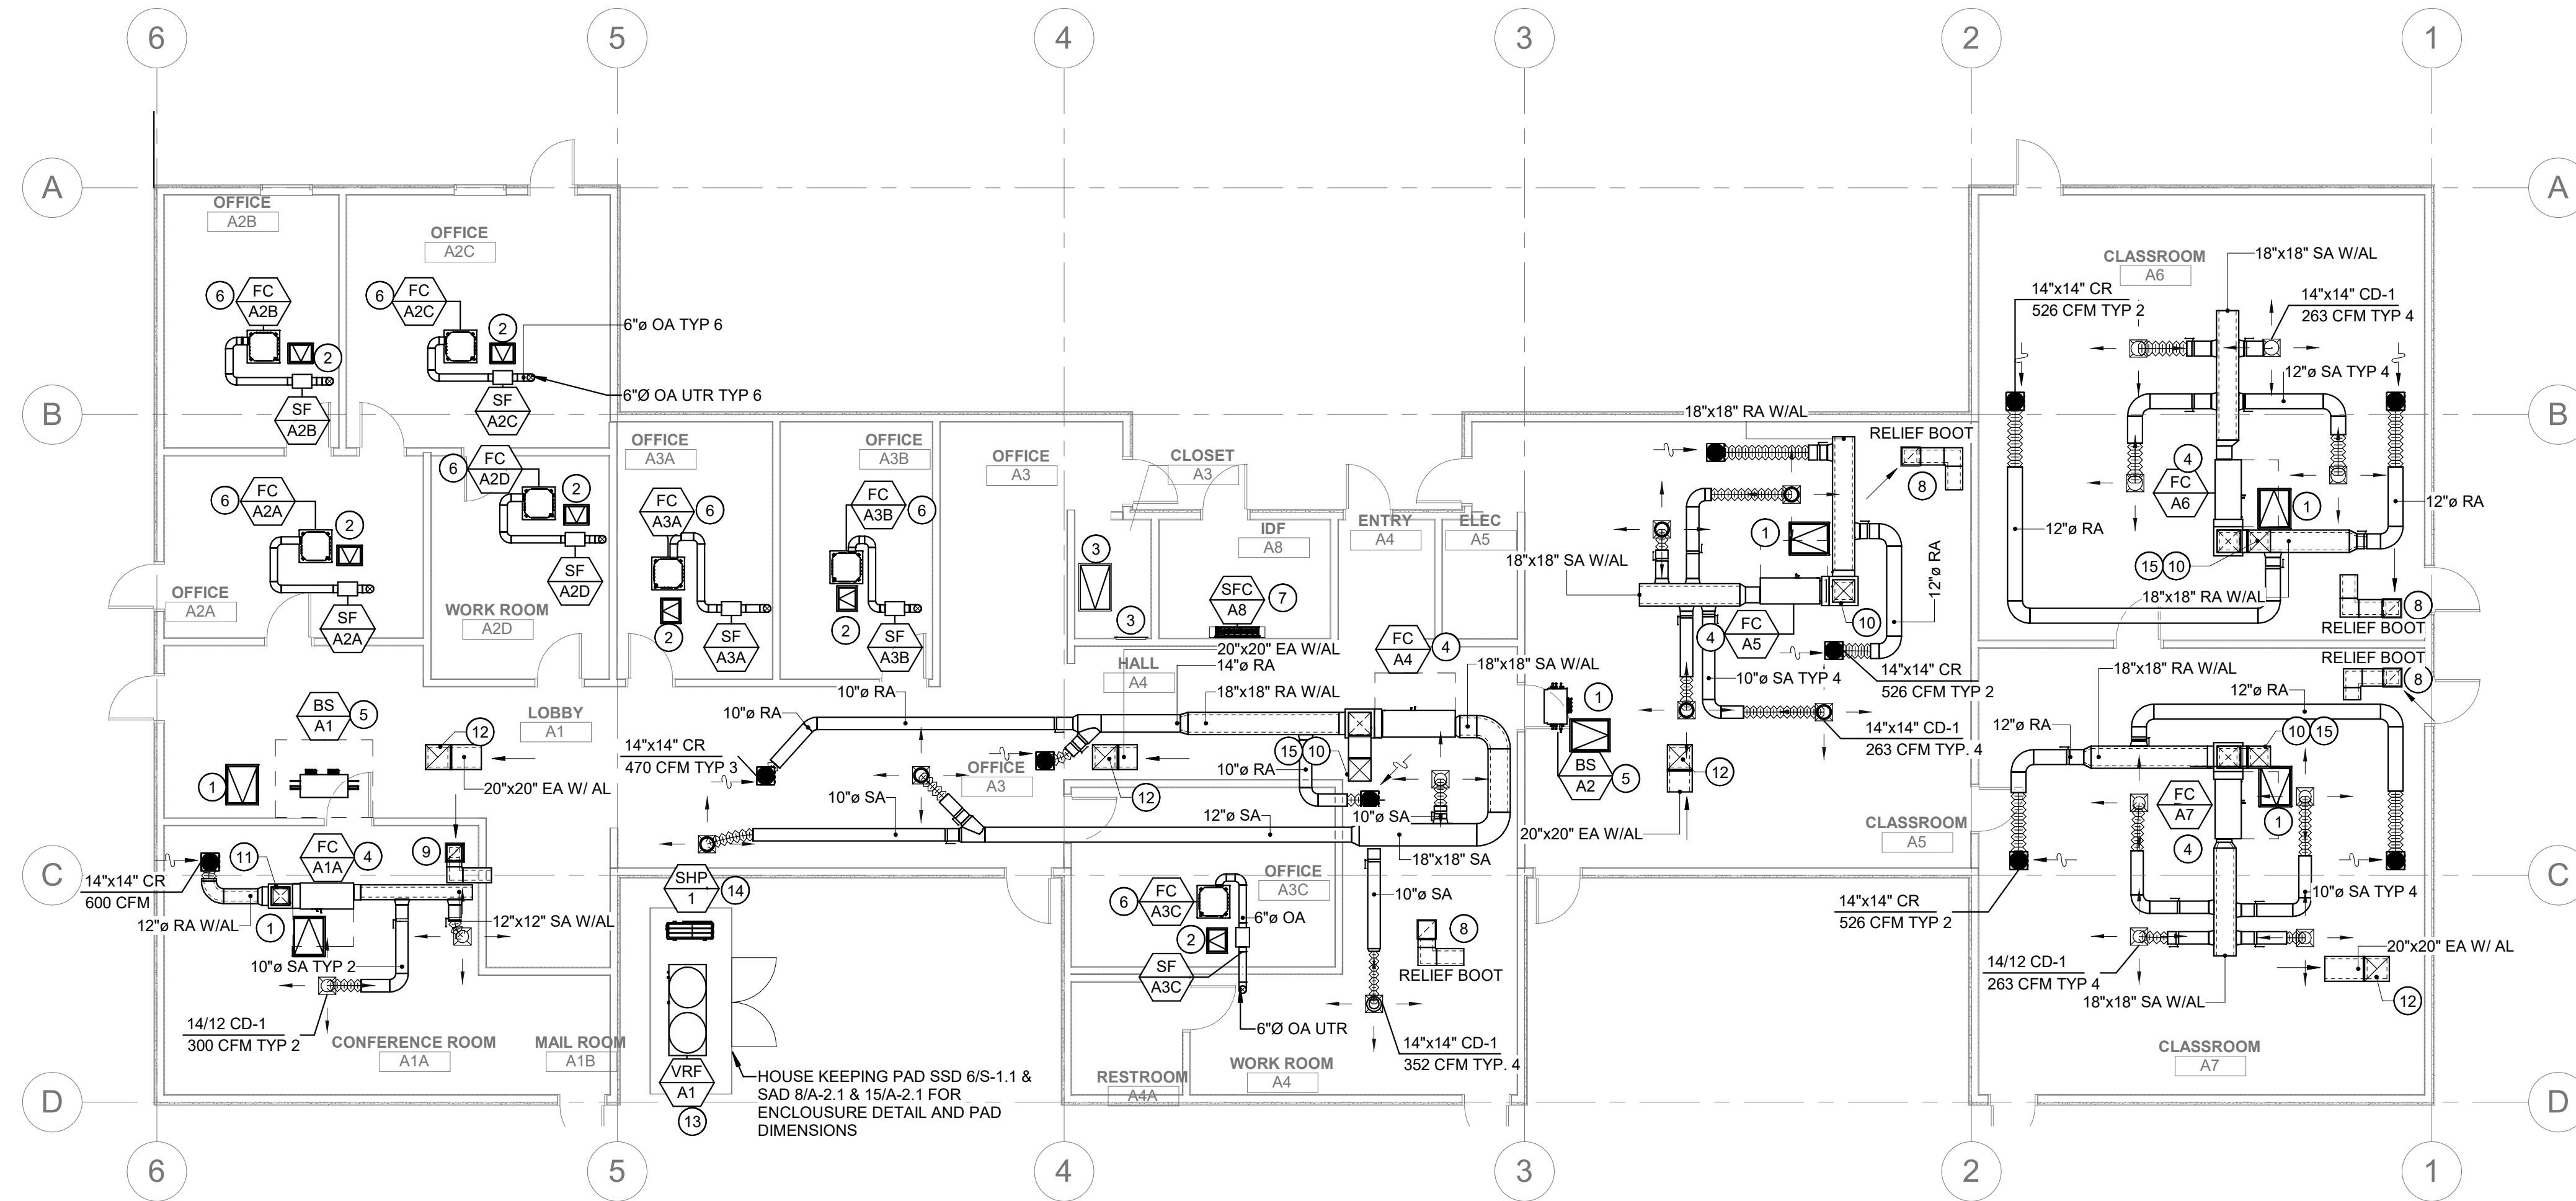 6
5
4
3
2
1
A
A
OFFICE
A2B
OFFICE
A2C
6
FC
A2B
2
SF
A2B
6
FC
A2C
2
SF
A2C
6"ø OA TYP 6
6"Ø OA UTR TYP 6
B
B
CLASSROOM
A6
18"x18" SA W/AL
14"x14" CR
526 CFM TYP 2
14"x14" CD-1
263 CFM TYP 4
12"ø SA TYP 4
4
FC
A6
1
12"ø RA
12"ø RA
15
10
18"x18" RA W/AL
8
RELIEF BOOT
6
FC
A2A
2
SF
A2A
OFFICE
A2A
6
FC
A2D
2
SF
A2D
WORK ROOM
A2D
OFFICE
A3A
FC
A3A
6
2
SF
A3A
OFFICE
A3B
FC
A3B
6
2
SF
A3B
OFFICE
A3
CLOSET
A3
3
3
IDF
A8
SFC
A8
7
ENTRY
A4
ELEC
A5
18"x18" RA W/AL
RELIEF BOOT
8
1
18"x18" SA W/AL
12"ø RA
4
FC
A5
10
14"x14" CR
526 CFM TYP 2
10"ø SA TYP 4
14"x14" CD-1
263 CFM TYP. 4
BS
A1
5
LOBBY
A1
12
20"x20" EA W/ AL
1
10"ø RA
10"ø RA
14"x14" CR
470 CFM TYP 3
HALL
A4
20"x20" EA W/AL
14"ø RA
18"x18" RA W/AL
FC
A4
4
18"x18" SA W/AL
OFFICE
A3
12
15
10
10"ø RA
10"ø SA
10"ø SA
12"ø SA
18"x18" SA
1
BS
A2
5
12
20"x20" EA W/AL
CLASSROOM
A5
RELIEF BOOT
8
18"x18" RA W/AL
12"ø RA
12"ø RA
10
15
FC
A7
1
4
10"ø SA TYP 4
14"x14" CR
526 CFM TYP 2
14/12 CD-1
263 CFM TYP 4
18"x18" SA W/AL
20"x20" EA W/ AL
12
CLASSROOM
A7
C
C
14"x14" CR
600 CFM
11
FC
A1A
4
9
12"ø RA W/AL
1
12"x12" SA W/AL
10"ø SA TYP 2
14/12 CD-1
300 CFM TYP 2
CONFERENCE ROOM
A1A
MAIL ROOM
A1B
SHP
1
14
VRF
A1
13
HOUSE KEEPING PAD SSD 6/S-1.1 &
SAD 8/A-2.1 & 15/A-2.1 FOR
ENCLOUSURE DETAIL AND PAD
DIMENSIONS
OFFICE
A3C
6
FC
A3C
6"ø OA
2
SF
A3C
6"Ø OA UTR
10"ø SA
8
RELIEF BOOT
14"x14" CD-1
352 CFM TYP. 4
RESTROOM
A4A
WORK ROOM
A4
D
D
6
5
4
3
2
1